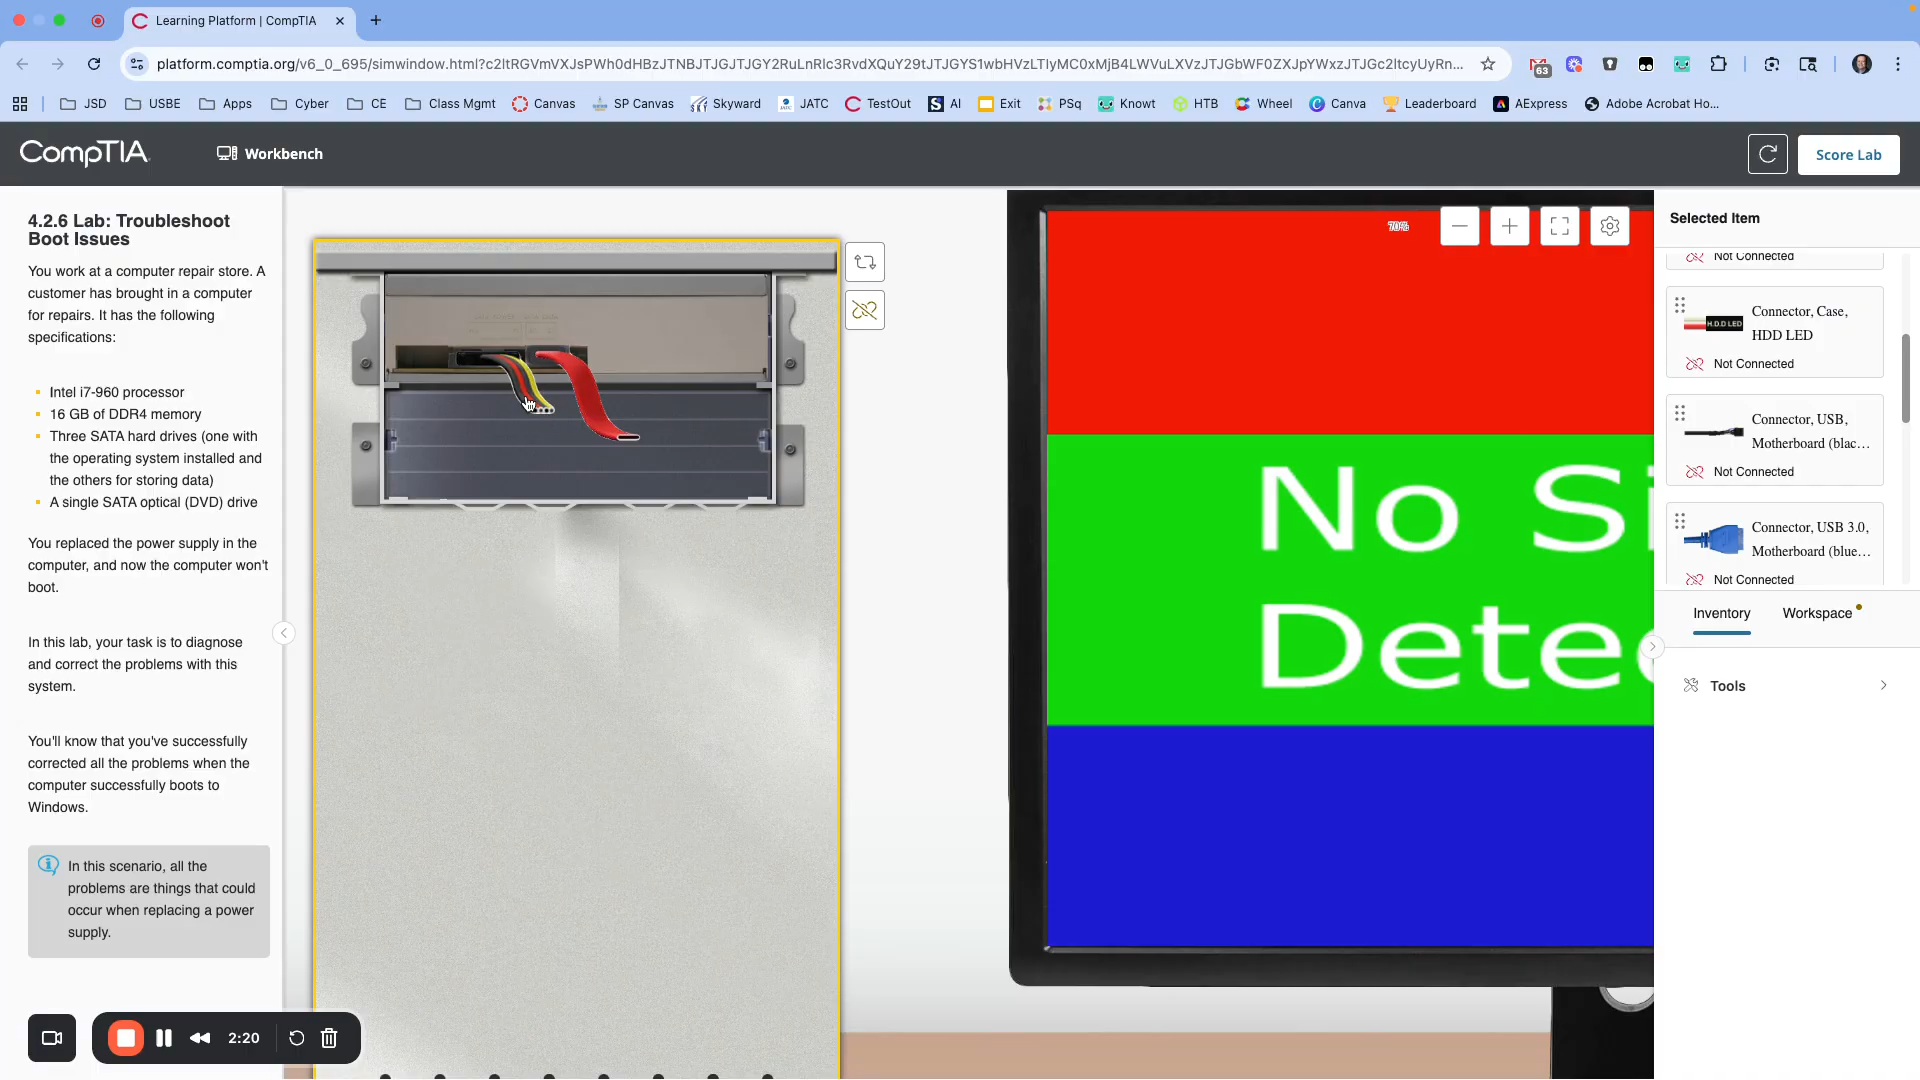 Learning Platform | CompTIA
platform.comptia.org/v6_0_695/simwindow.html?c2ltRGVmVXJsPWh0dHBzJTNBJTJGJTJGY2RuLnRlc3RvdXQuY29tJTJGYS1wbHVzLTIyMC0xMjB4LWVuLXVzJTJGbWF0ZXJpYWxzJTJGc2ltcyUyRn...
63
JSD
USBE
Apps
Cyber
CE
Class Mgmt
Canvas
SP Canvas
Skyward
JATC
TestOut
AI
Exit
PSq
Knowt
HTB
Wheel
Canva
Leaderboard
AExpress
Adobe Acrobat Ho...
CompTIA.
Workbench
Score Lab
4.2.6 Lab: Troubleshoot
Boot Issues
You work at a computer repair store. A
customer has brought in a computer
for repairs. It has the following
specifications:
Intel i7-960 processor
16 GB of DDR4 memory
Three SATA hard drives (one with
the operating system installed and
the others for storing data)
A single SATA optical (DVD) drive
You replaced the power supply in the
computer, and now the computer won't
boot.
In this lab, your task is to diagnose
and correct the problems with this
system.
You'll know that you've successfully
corrected all the problems when the
computer successfully boots to
Windows.
In this scenario, all the
problems are things that could
occur when replacing a power
supply.
2:20
70%
No Si
Detec
Selected Item
Not Connected
H.D.D LED
Connector, Case,
HDD LED
Not Connected
Connector, USB,
Motherboard (blac...
Not Connected
Connector, USB 3.0,
Motherboard (blue...
Not Connected
Inventory
Workspace
Tools